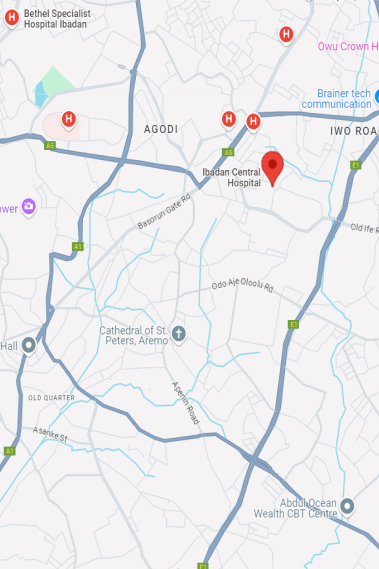 Bethel Specialist
Hospital Ibadan
H
H
Owu Crown H
Brainer tech
communication
H
H
H
AGODI
IWO ROA
A5
A5
Ibadan Central
Hospital
E1
ower
Basorun Gate Rd
Old Ife R
A1
Odo Aje Oloolu Rd
E1
Cathedral of St.
Peters, Aremo
Hall
OLD QUARTER
Apenin Road
Asanke St
A1
Abdul Ocean
Wealth CBT Centre
E1